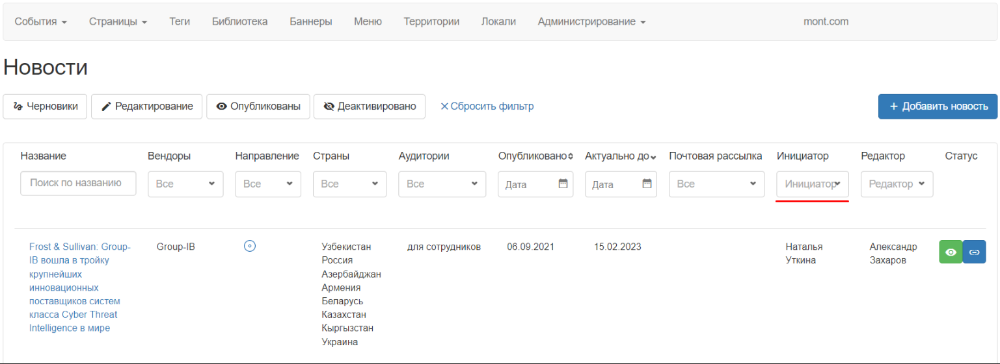 События Страницы Теги Библиотека Баннеры Меню Территории Локали Администрирование mont.com
Новости
Черновики Редактирование Опубликованы Деактивировано Сбросить фильтр + Добавить новость
Название Вендоры Направление Страны Аудитории Опубликовано Актуально до Почтовая рассылка Инициатор Редактор Статус
Поиск по названию Все Все Все Все Дата Дата Все Инициатор Редактор
Frost & Sullivan: Group- Group-IB Узбекистан для сотрудников 06.09.2021 15.02.2023 Наталья Александр
IB вошла в тройку Россия Уткина Захаров
крупнейших Азербайджан
инновационных Армения
поставщиков систем Беларусь
класса Cyber Threat Казахстан
Intelligence в мире Кыргызстан
Украина